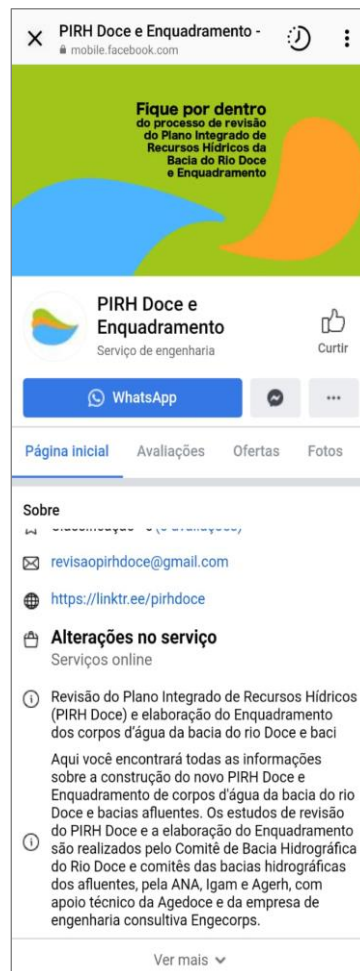 PIRH Doce e Enquadramento -
mobile.facebook.com
Fique por dentro
do processo de revisão
do Plano Integrado de
Recursos Hídricos da
Bacia do Rio Doce
e Enquadramento
PIRH Doce e
Enquadramento
Serviço de engenharia
Curtir
WhatsApp
Página inicial Avaliações Ofertas Fotos
Sobre
revisaopirhdoce@gmail.com
https://linktr.ee/pirhdoce
Alterações no serviço
Serviços online
Revisão do Plano Integrado de Recursos Hídricos
(PIRH Doce) e elaboração do Enquadramento
dos corpos d'água da bacia do rio Doce e baci
Aqui você encontrará todas as informações
sobre a construção do novo PIRH Doce e
Enquadramento de corpos d'água da bacia do rio
Doce e bacias afluentes. Os estudos de revisão
do PIRH Doce e a elaboração do Enquadramento
são realizados pelo Comitê de Bacia Hidrográfica
do Rio Doce e comitês das bacias hidrográficas
dos afluentes, pela ANA, Igam e Agerh, com
apoio técnico da Agedoce e da empresa de
engenharia consultiva Engecorps.
Ver mais